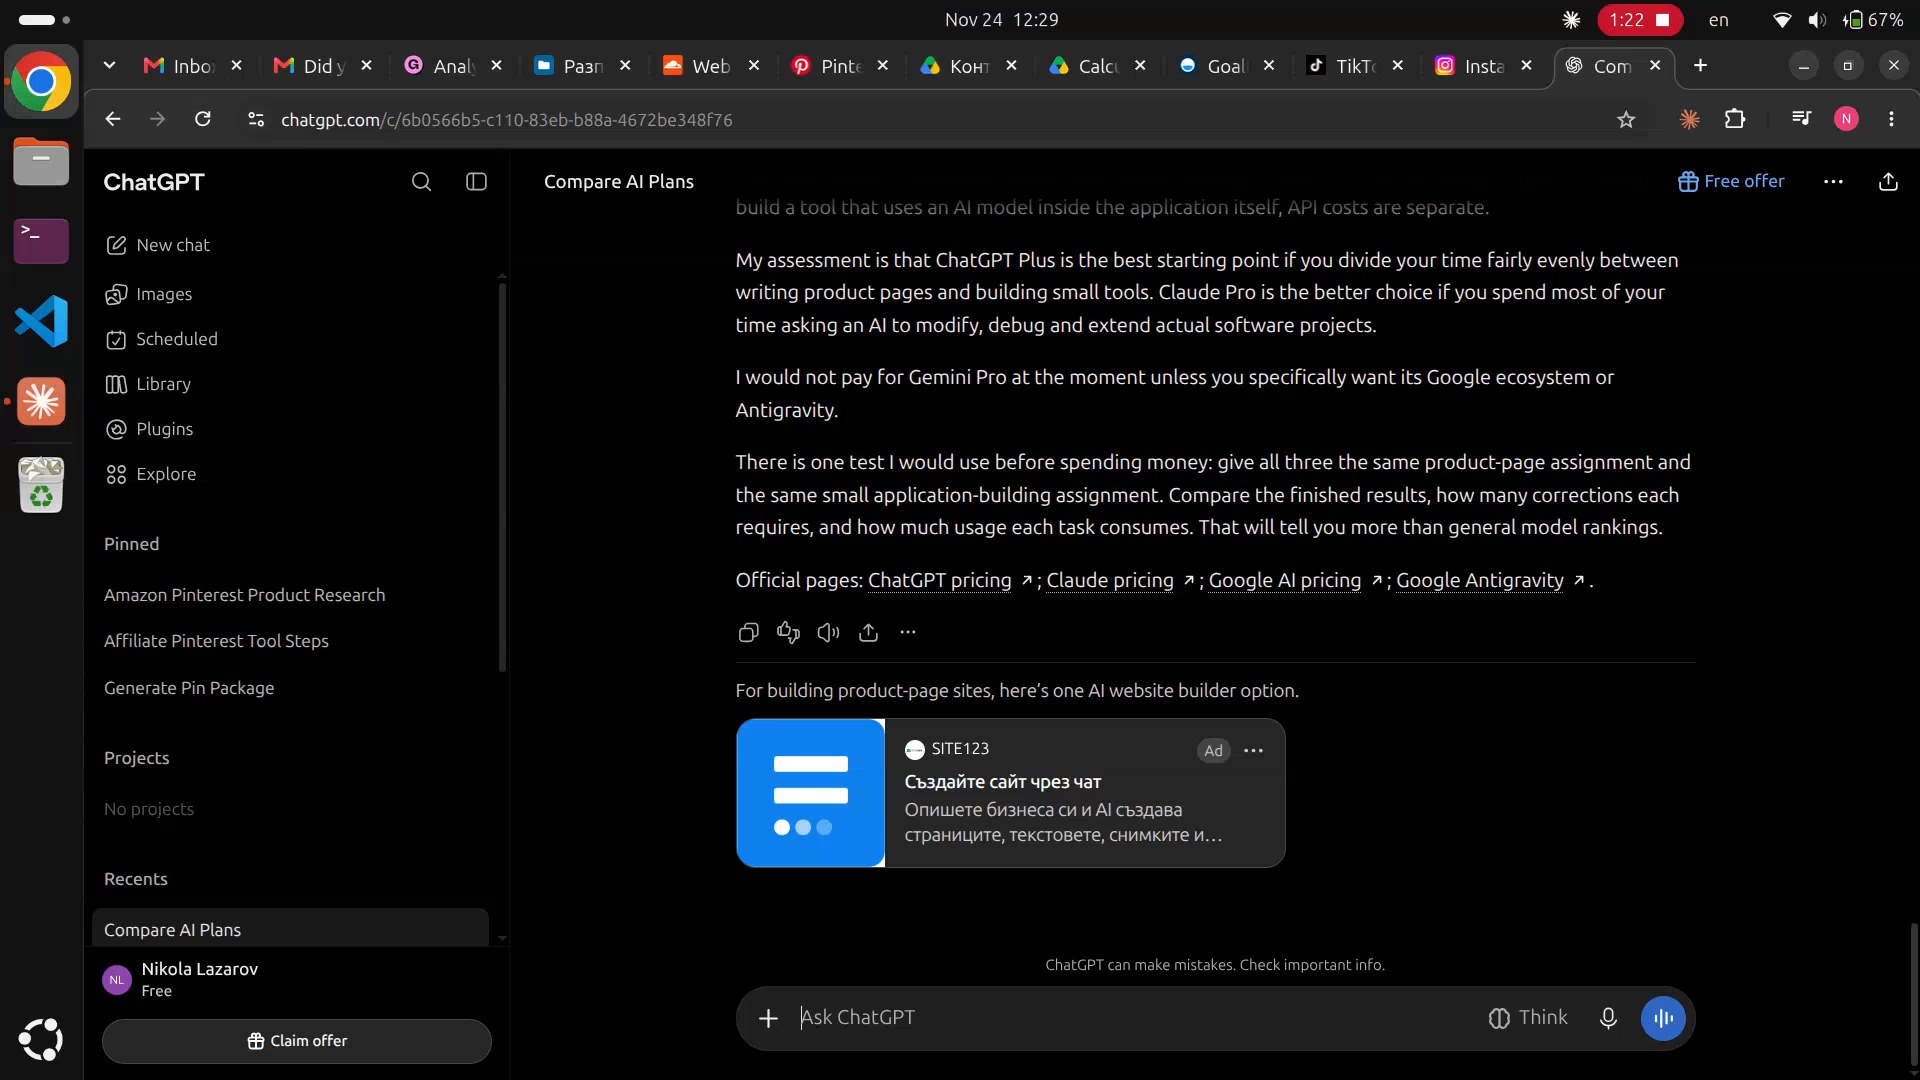 Nov 24 12:29
1:22
en
67%
Inbo
Did y
Anal
Разп
Web
Pinte
Конт
Calcu
Goal
TikTo
Insta
Com
chatgpt.com/c/6b0566b5-c110-83eb-b88a-4672be348f76
N
ChatGPT
Compare AI Plans
Free offer
New chat
Images
Scheduled
Library
Plugins
Explore
Pinned
Amazon Pinterest Product Research
Affiliate Pinterest Tool Steps
Generate Pin Package
Projects
No projects
Recents
Compare AI Plans
NL
Nikola Lazarov
Free
Claim offer
build a tool that uses an AI model inside the application itself, API costs are separate.
My assessment is that ChatGPT Plus is the best starting point if you divide your time fairly evenly between
writing product pages and building small tools. Claude Pro is the better choice if you spend most of your
time asking an AI to modify, debug and extend actual software projects.
I would not pay for Gemini Pro at the moment unless you specifically want its Google ecosystem or
Antigravity.
There is one test I would use before spending money: give all three the same product-page assignment and
the same small application-building assignment. Compare the finished results, how many corrections each
requires, and how much usage each task consumes. That will tell you more than general model rankings.
Official pages: ChatGPT pricing ↗; Claude pricing ↗; Google AI pricing ↗; Google Antigravity ↗.
For building product-page sites, here’s one AI website builder option.
SITE123
Ad
Създайте сайт чрез чат
Опишете бизнеса си и AI създава
страниците, текстовете, снимките и…
ChatGPT can make mistakes. Check important info.
Ask ChatGPT
Think